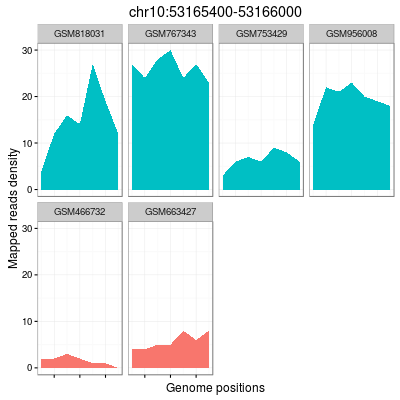 chr10:53165400-53166000
GSM818031 GSM767343 GSM753429 GSM956008
30
20
10
0
GSM466732 GSM663427
30
20
10
0
Mapped reads density
Genome positions